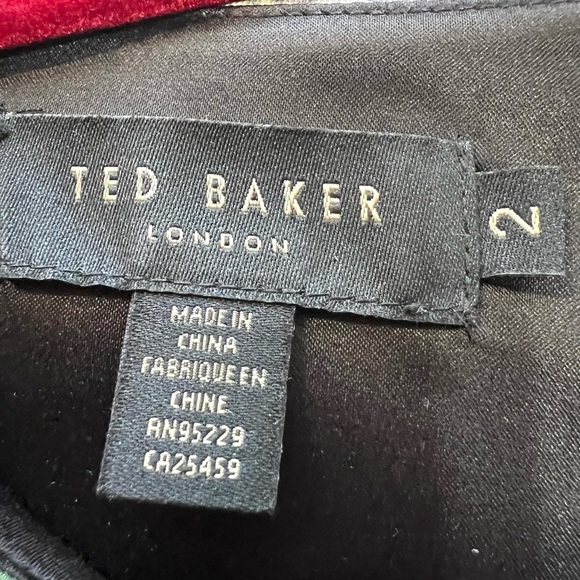 TED BAKER
LONDON
2
MADE IN
CHINA
FABRIQUE EN
CHINE
RN95229
CA25459